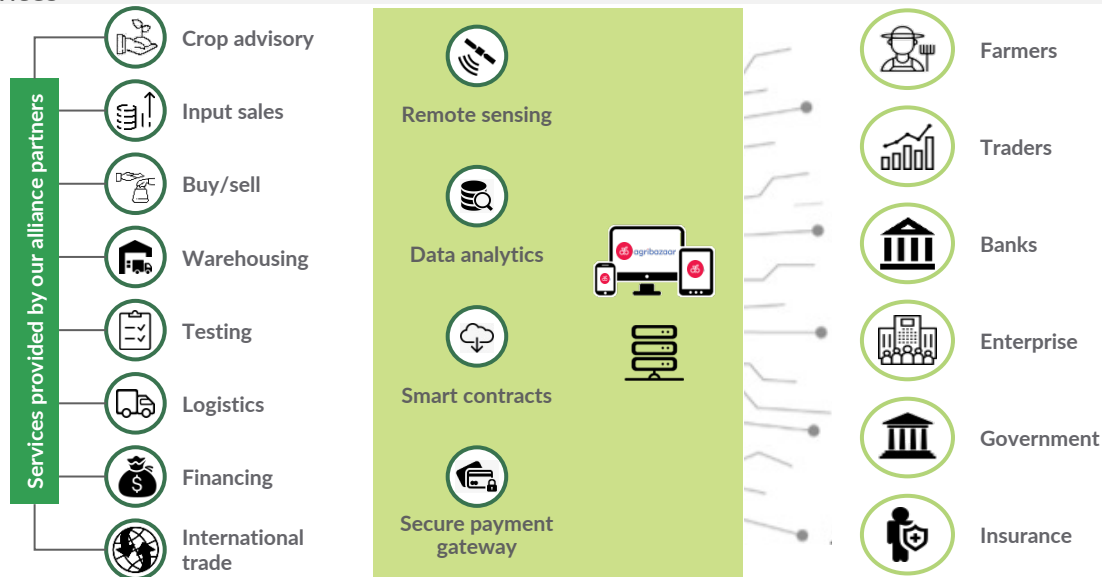 Services provided by our alliance partners
Crop advisory
Input sales
Buy/sell
Warehousing
Testing
Logistics
Financing
International
trade
Remote sensing
Data analytics
Smart contracts
Secure payment
gateway
agribazaar
Farmers
Traders
Banks
Enterprise
Government
Insurance